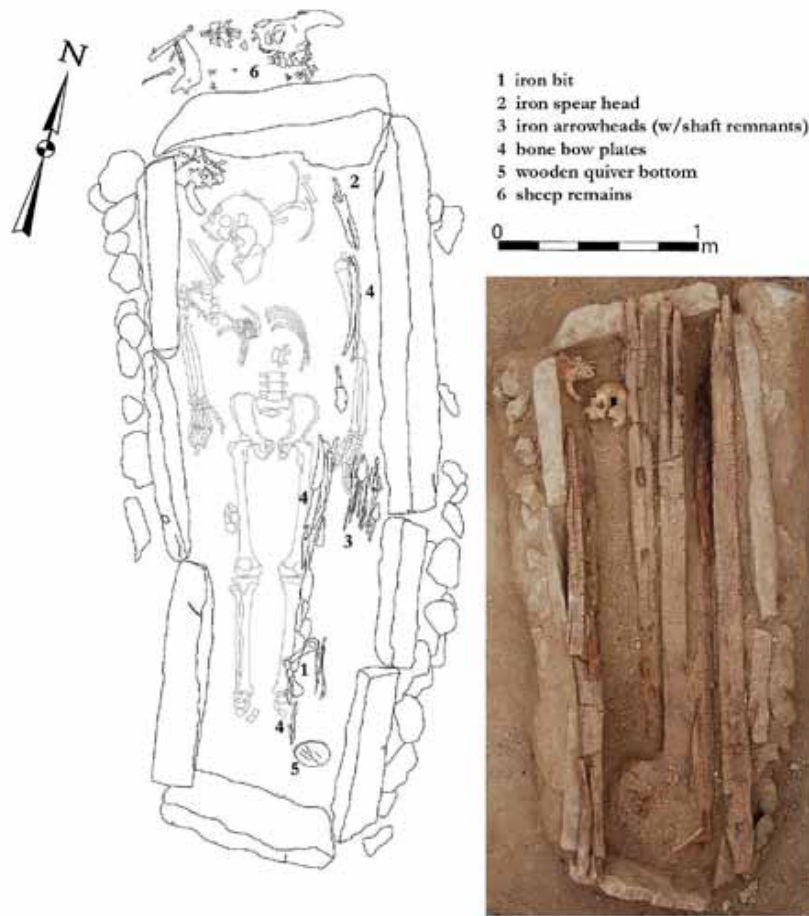 N
6
1 iron bit
2 iron spear head
3 iron arrowheads (w/shaft remnants)
4 bone bow plates
5 wooden quiver bottom
6 sheep remains
0 1
m
2
4
4
3
1
4
5